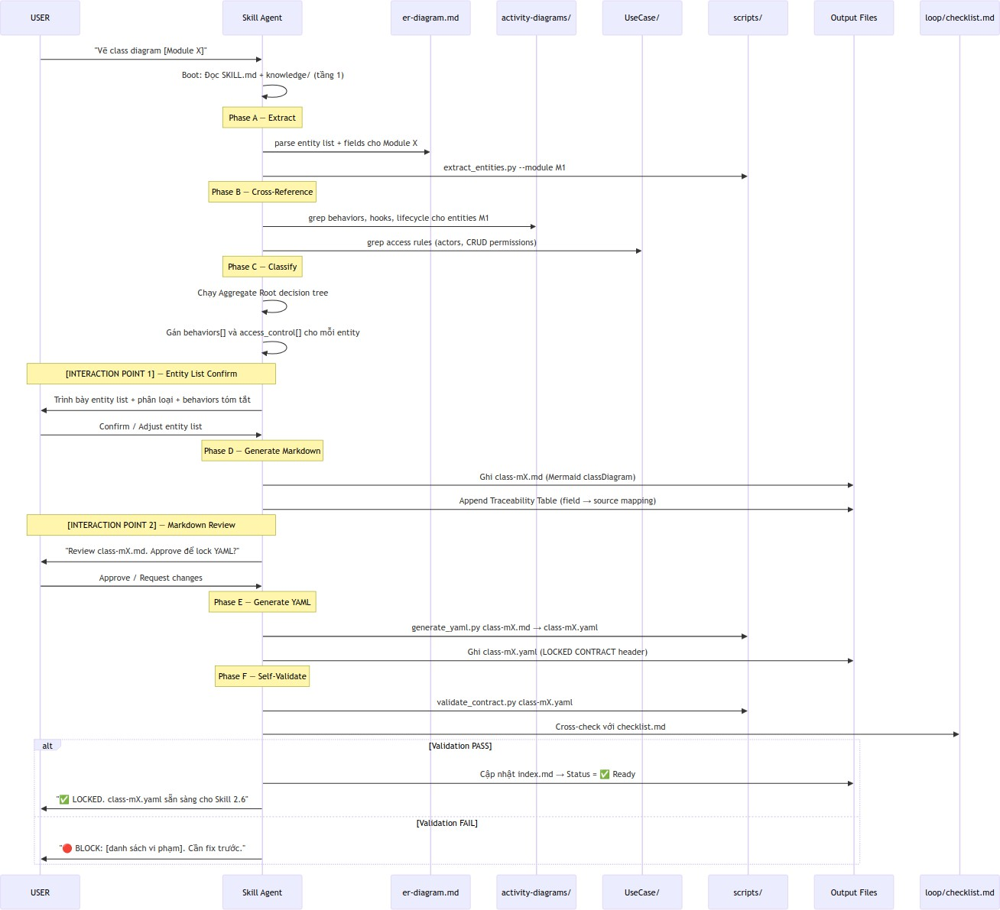 USER
Skill Agent
er-diagram.md
activity-diagrams/
UseCase/
scripts/
Output Files
loop/checklist.md
"Vẽ class diagram [Module X]"
Boot: Đọc SKILL.md + knowledge/ (tầng 1)
Phase A — Extract
parse entity list + fields cho Module X
extract_entities.py --module M1
Phase B — Cross-Reference
grep behaviors, hooks, lifecycle cho entities M1
grep access rules (actors, CRUD permissions)
Phase C — Classify
Chạy Aggregate Root decision tree
Gán behaviors[] và access_control[] cho mỗi entity
[INTERACTION POINT 1] — Entity List Confirm
Trình bày entity list + phân loại + behaviors tóm tắt
Confirm / Adjust entity list
Phase D — Generate Markdown
Ghi class-mX.md (Mermaid classDiagram)
Append Traceability Table (field → source mapping)
[INTERACTION POINT 2] — Markdown Review
"Review class-mX.md. Approve để lock YAML?"
Approve / Request changes
Phase E — Generate YAML
generate_yaml.py class-mX.md → class-mX.yaml
Ghi class-mX.yaml (LOCKED CONTRACT header)
Phase F — Self-Validate
validate_contract.py class-mX.yaml
Cross-check với checklist.md
alt
[Validation PASS]
Cập nhật index.md → Status = ✅ Ready
"✅ LOCKED. class-mX.yaml sẵn sàng cho Skill 2.6"
[Validation FAIL]
"🔴 BLOCK: [danh sách vi phạm]. Cần fix trước."
USER
Skill Agent
er-diagram.md
activity-diagrams/
UseCase/
scripts/
Output Files
loop/checklist.md